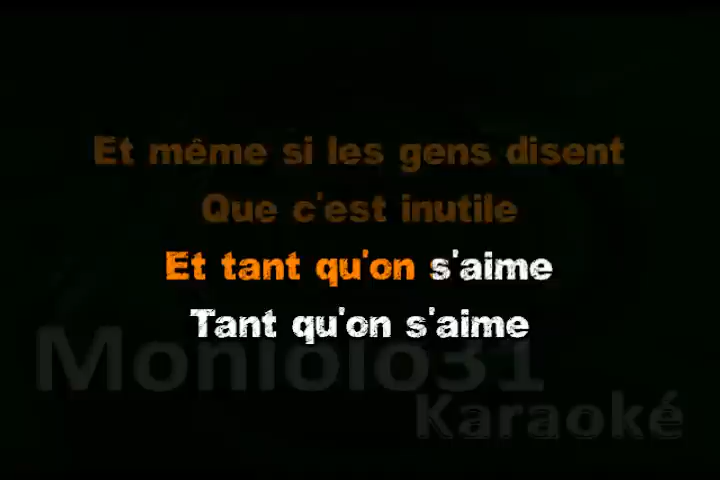 Et même si les gens disent
Que c'est inutile
Et tant qu'on s'aime
Tant qu'on s'aime
Monlolo31
Karaoké